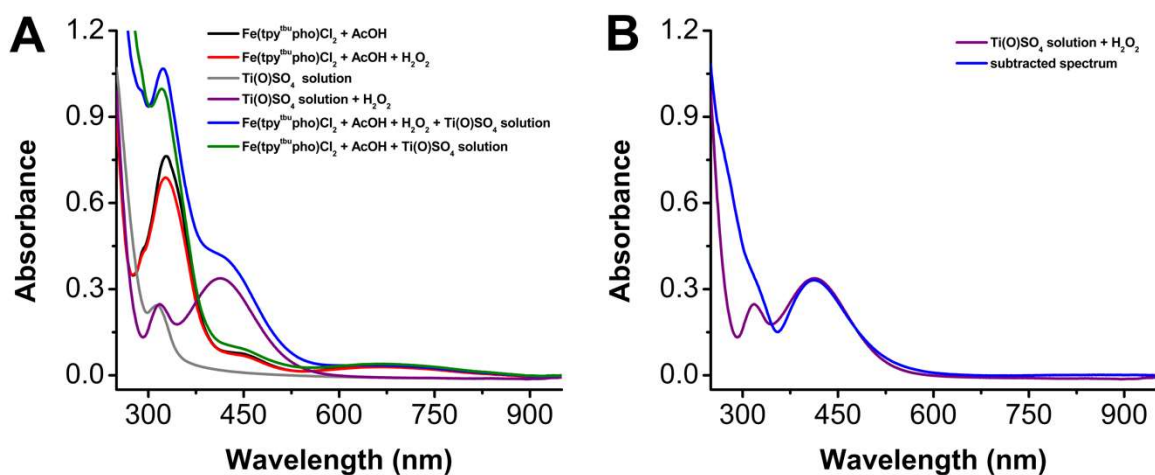 A
Fe(tpyᵗᵇᵘpho)Cl₂ + AcOH
Fe(tpyᵗᵇᵘpho)Cl₂ + AcOH + H₂O₂
Ti(O)SO₄ solution
Ti(O)SO₄ solution + H₂O₂
Fe(tpyᵗᵇᵘpho)Cl₂ + AcOH + H₂O₂ + Ti(O)SO₄ solution
Fe(tpyᵗᵇᵘpho)Cl₂ + AcOH + Ti(O)SO₄ solution
1.2
0.9
0.6
0.3
0.0
Absorbance
300 450 600 750 900
Wavelength (nm)
B
Ti(O)SO₄ solution + H₂O₂
subtracted spectrum
1.2
0.9
0.6
0.3
0.0
Absorbance
300 450 600 750 900
Wavelength (nm)